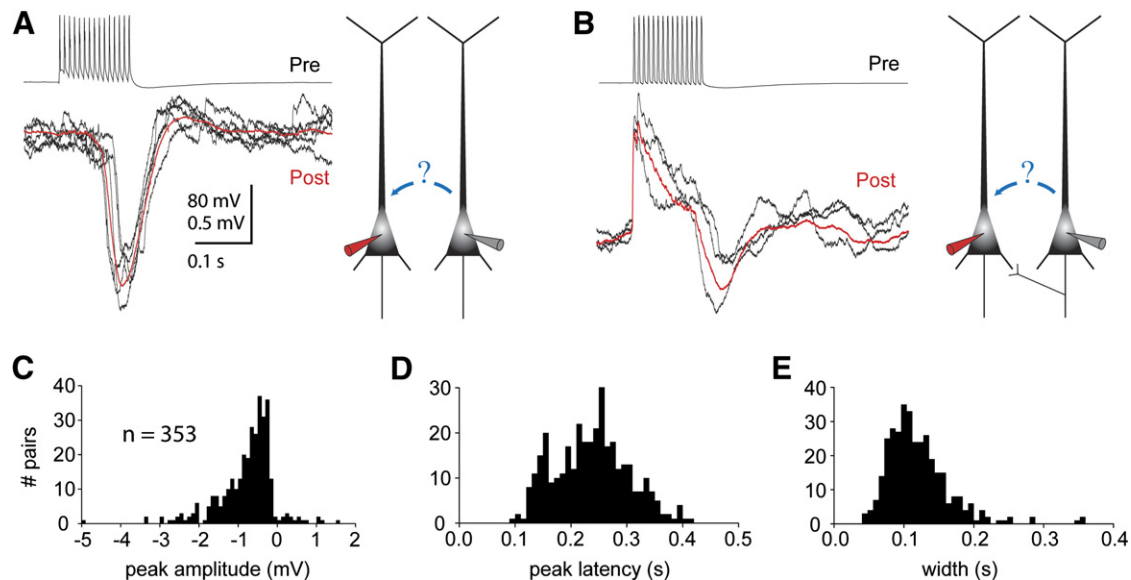 A
Pre
Post
80 mV
0.5 mV
0.1 s
?
B
Pre
Post
?
C
# pairs
40
30
20
10
0
n = 353
-5 -4 -3 -2 -1 0 1 2
peak amplitude (mV)
D
30
20
10
0
0.0 0.1 0.2 0.3 0.4 0.5
peak latency (s)
E
40
30
20
10
0
0.0 0.1 0.2 0.3 0.4
width (s)